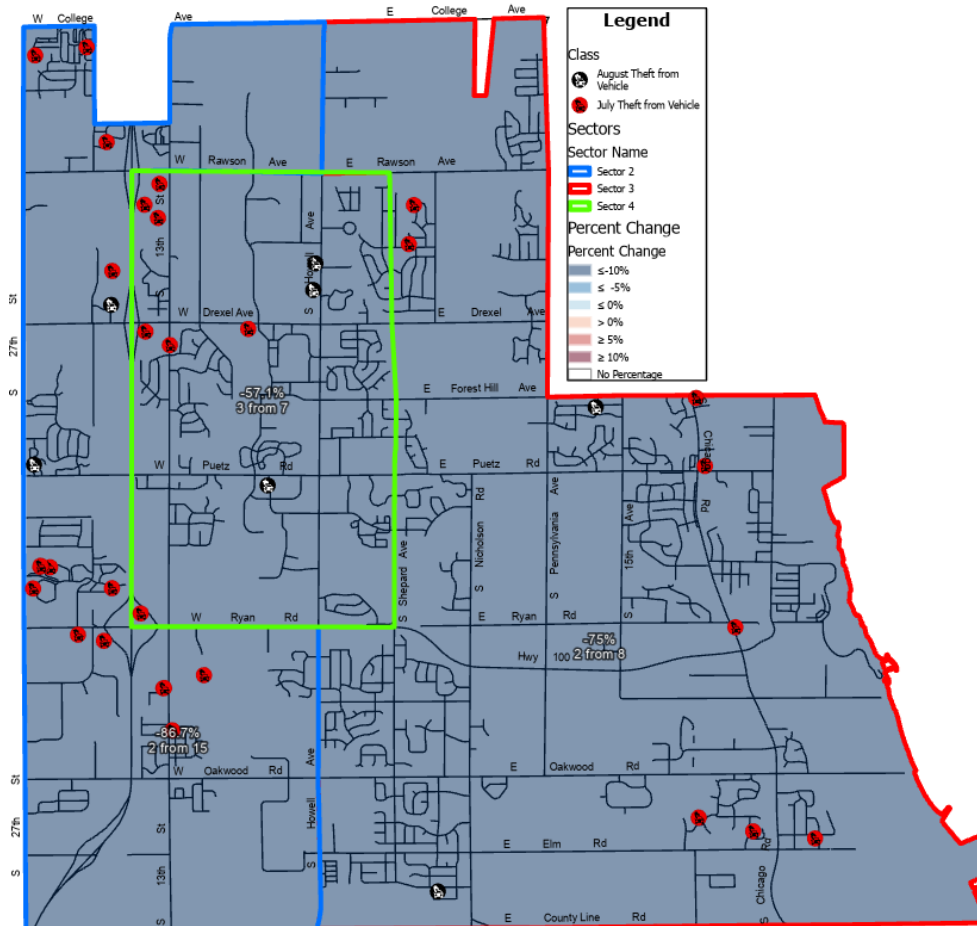 W College Ave E College Ave
Legend
Class
August Theft from
Vehicle
July Theft from Vehicle
Sectors
Sector Name
Sector 2
Sector 3
Sector 4
Percent Change
Percent Change
≤-10%
≤ -5%
≤ 0%
> 0%
≥ 5%
≥ 10%
No Percentage
W Rawson Ave E Rawson Ave
S 13th St
S Howell Ave
S 27th St
W Drexel Ave E Drexel Ave
-57.1%
3 from 7
E Forest Hill Ave
W Puetz Rd E Puetz Rd
S Shepard Ave
S Nicholson Rd
S Pennsylvania Ave
S 15th Ave
Chicago Rd
W Ryan Rd E Ryan Rd
Hwy 100
-75%
2 from 8
-86.7%
2 from 15
W Oakwood Rd E Oakwood Rd
S 27th St
S 13th St
S Howell Ave
E Elm Rd
S Chicago Rd
E County Line Rd